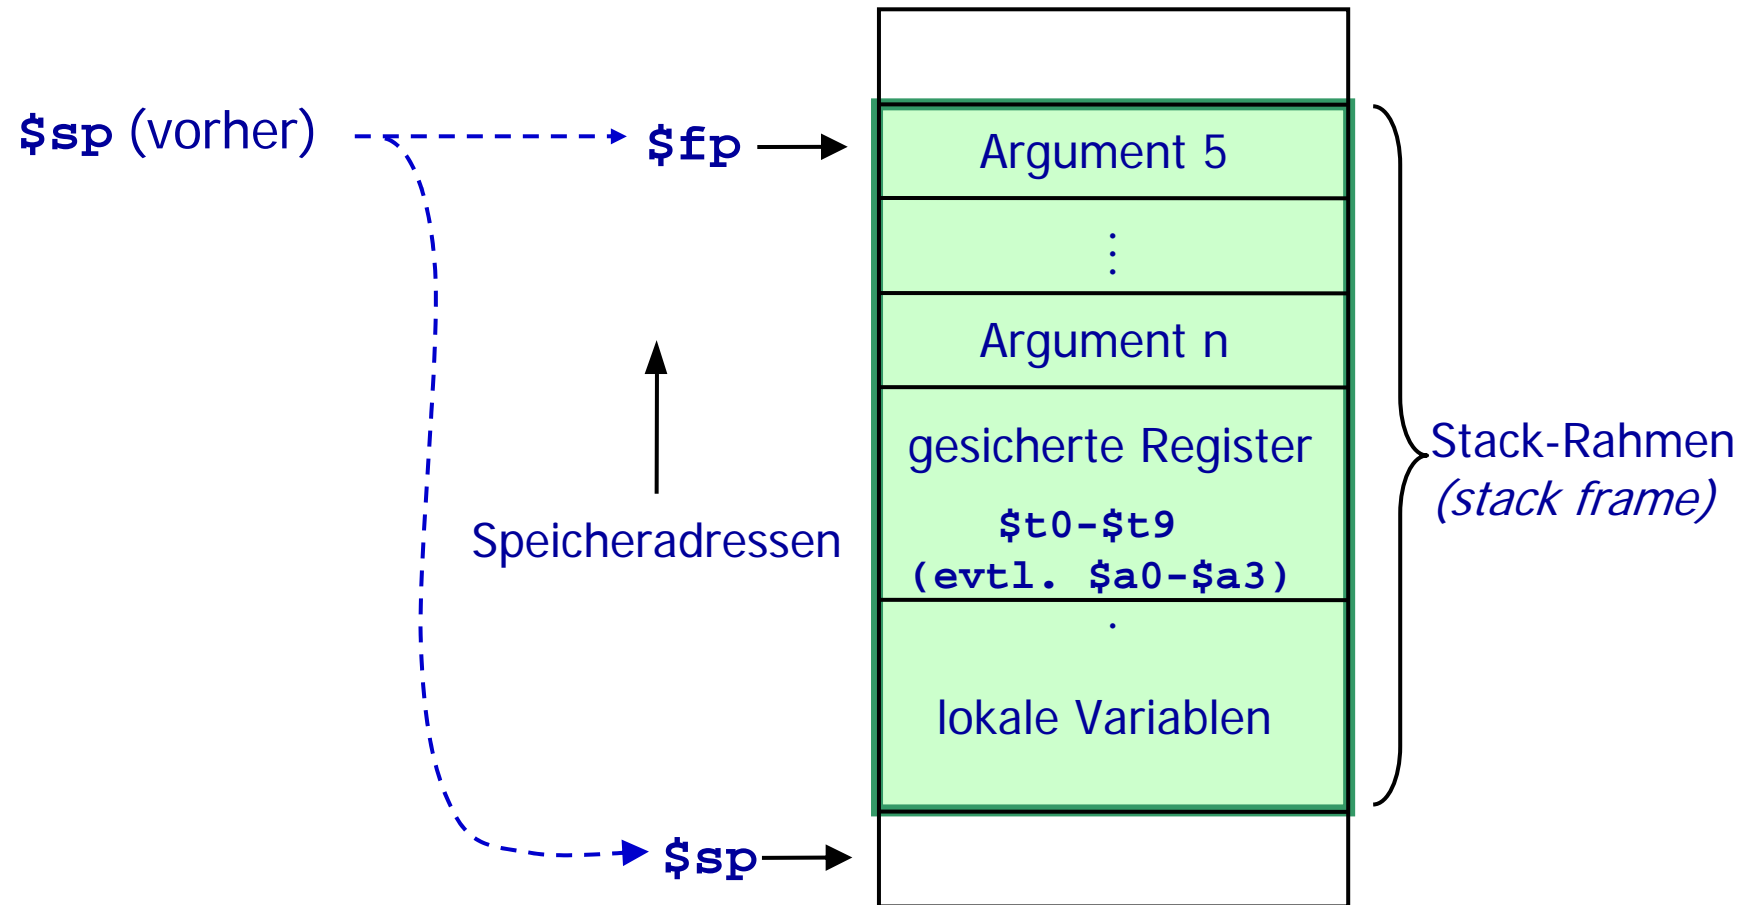 $sp (vorher)
$fp
Argument 5
⋮
Argument n
gesicherte Register
$t0-$t9
(evtl. $a0-$a3)
.
lokale Variablen
Stack-Rahmen
(stack frame)
Speicheradressen
$sp